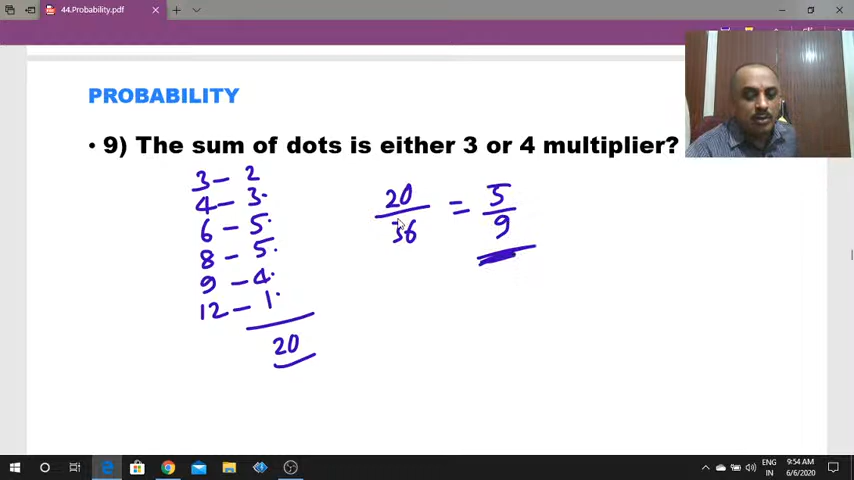 44.Probability.pdf
PROBABILITY
• 9) The sum of dots is either 3 or 4 multiplier?
3 - 2
4 - 3
6 - 5
8 - 5
9 - 4
12 - 1
20
20/36 = 5/9
ENG
IN
9:54 AM
6/6/2020